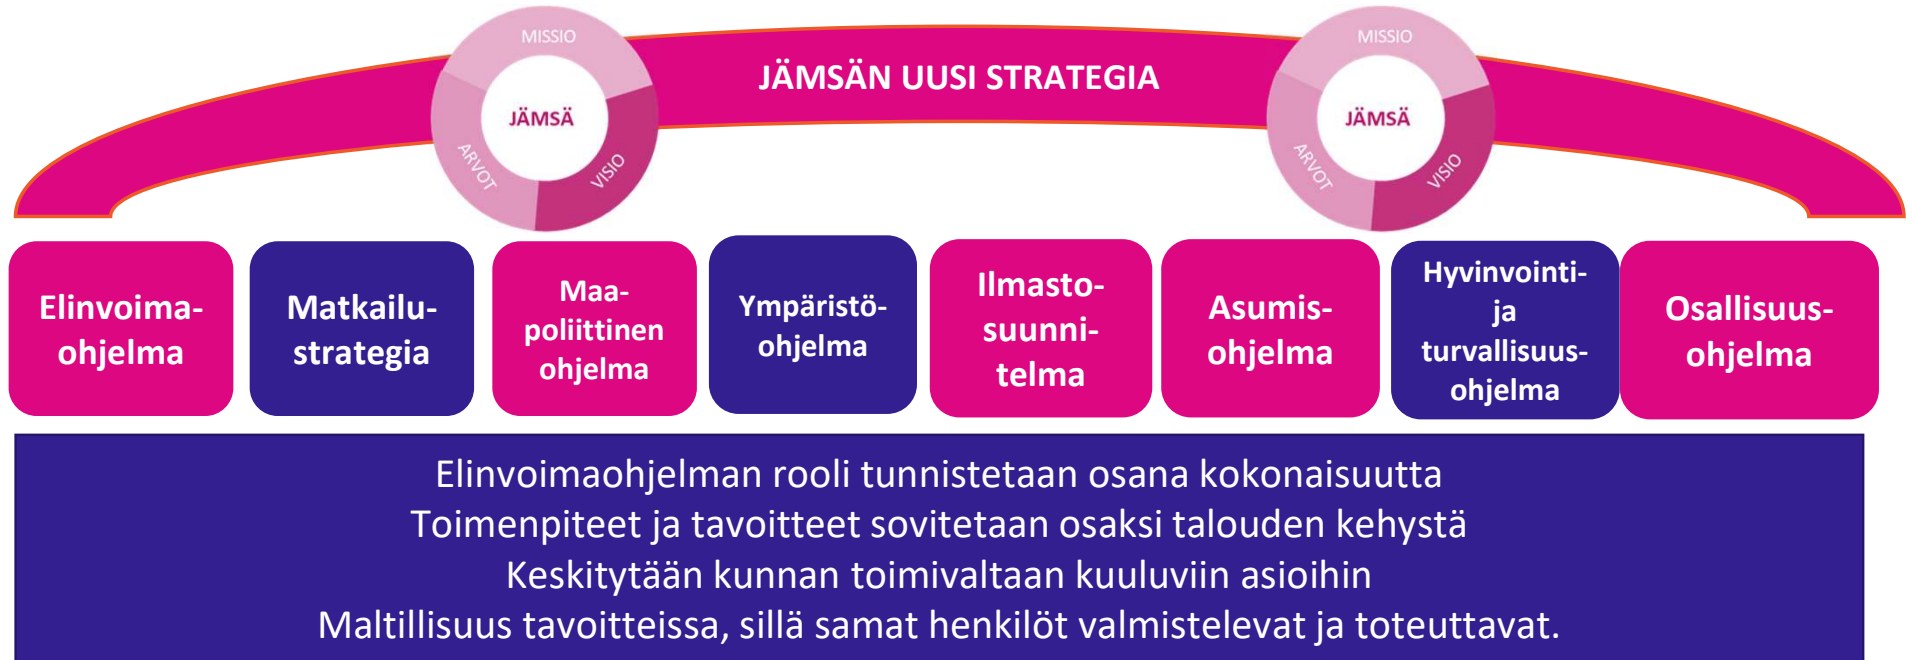 MISSIO
JÄMSÄ
ARVOT
VISIO
JÄMSÄN UUSI STRATEGIA
MISSIO
JÄMSÄ
ARVOT
VISIO
Elinvoima-
ohjelma
Matkailu-
strategia
Maa-
poliittinen
ohjelma
Ympäristö-
ohjelma
Ilmasto-
suunni-
telma
Asumis-
ohjelma
Hyvinvointi-
ja
turvallisuus-
ohjelma
Osallisuus-
ohjelma
Elinvoimaohjelman rooli tunnistetaan osana kokonaisuutta
Toimenpiteet ja tavoitteet sovitetaan osaksi talouden kehystä
Keskitytään kunnan toimivaltaan kuuluviin asioihin
Maltillisuus tavoitteissa, sillä samat henkilöt valmistelevat ja toteuttavat.